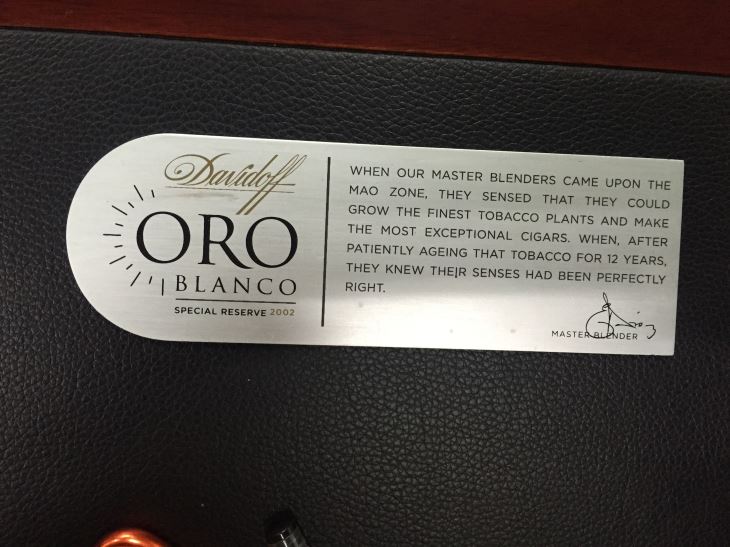 Davidoff
ORO
BLANCO
SPECIAL RESERVE 2002
WHEN OUR MASTER BLENDERS CAME UPON THE
MAO ZONE, THEY SENSED THAT THEY COULD
GROW THE FINEST TOBACCO PLANTS AND MAKE
THE MOST EXCEPTIONAL CIGARS. WHEN, AFTER
PATIENTLY AGEING THAT TOBACCO FOR 12 YEARS,
THEY KNEW THEIR SENSES HAD BEEN PERFECTLY
RIGHT.
MASTER BLENDER